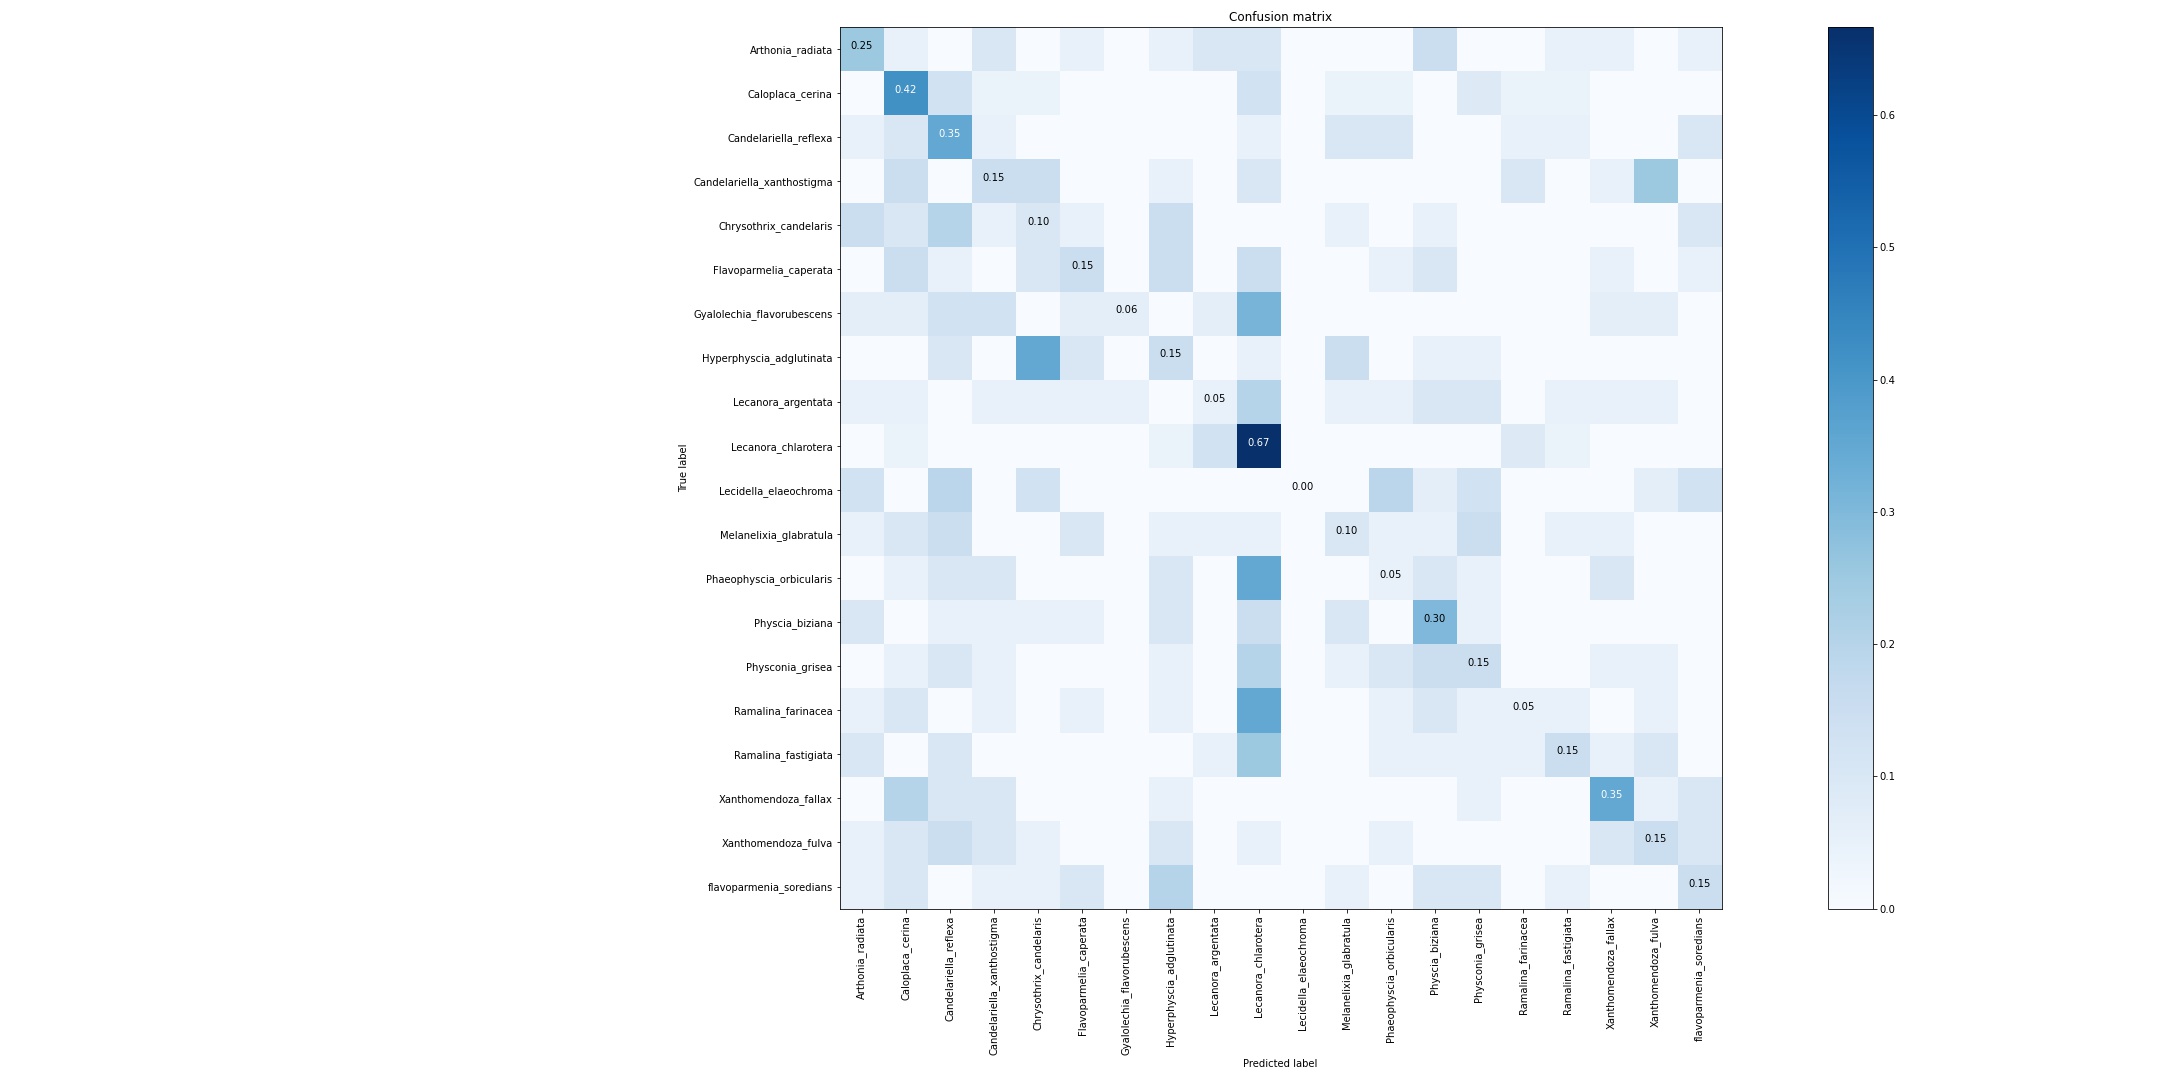 Confusion matrix
True label
Arthonia_radiata
0.25
Caloplaca_cerina
0.42
Candelariella_reflexa
0.35
Candelariella_xanthostigma
0.15
Chrysothrix_candelaris
0.10
Flavoparmelia_caperata
0.15
Gyalolechia_flavorubescens
0.06
Hyperphyscia_adglutinata
0.15
Lecanora_argentata
0.05
Lecanora_chlarotera
0.67
Lecidella_elaeochroma
0.00
Melanelixia_glabratula
0.10
Phaeophyscia_orbicularis
0.05
Physcia_biziana
0.30
Physconia_grisea
0.15
Ramalina_farinacea
0.05
Ramalina_fastigiata
0.15
Xanthomendoza_fallax
0.35
Xanthomendoza_fulva
0.15
flavoparmenia_soredians
0.15
Arthonia_radiata
Caloplaca_cerina
Candelariella_reflexa
Candelariella_xanthostigma
Chrysothrix_candelaris
Flavoparmelia_caperata
Gyalolechia_flavorubescens
Hyperphyscia_adglutinata
Lecanora_argentata
Lecanora_chlarotera
Lecidella_elaeochroma
Melanelixia_glabratula
Phaeophyscia_orbicularis
Physcia_biziana
Physconia_grisea
Ramalina_farinacea
Ramalina_fastigiata
Xanthomendoza_fallax
Xanthomendoza_fulva
flavoparmenia_soredians
Predicted label
0.6
0.5
0.4
0.3
0.2
0.1
0.0